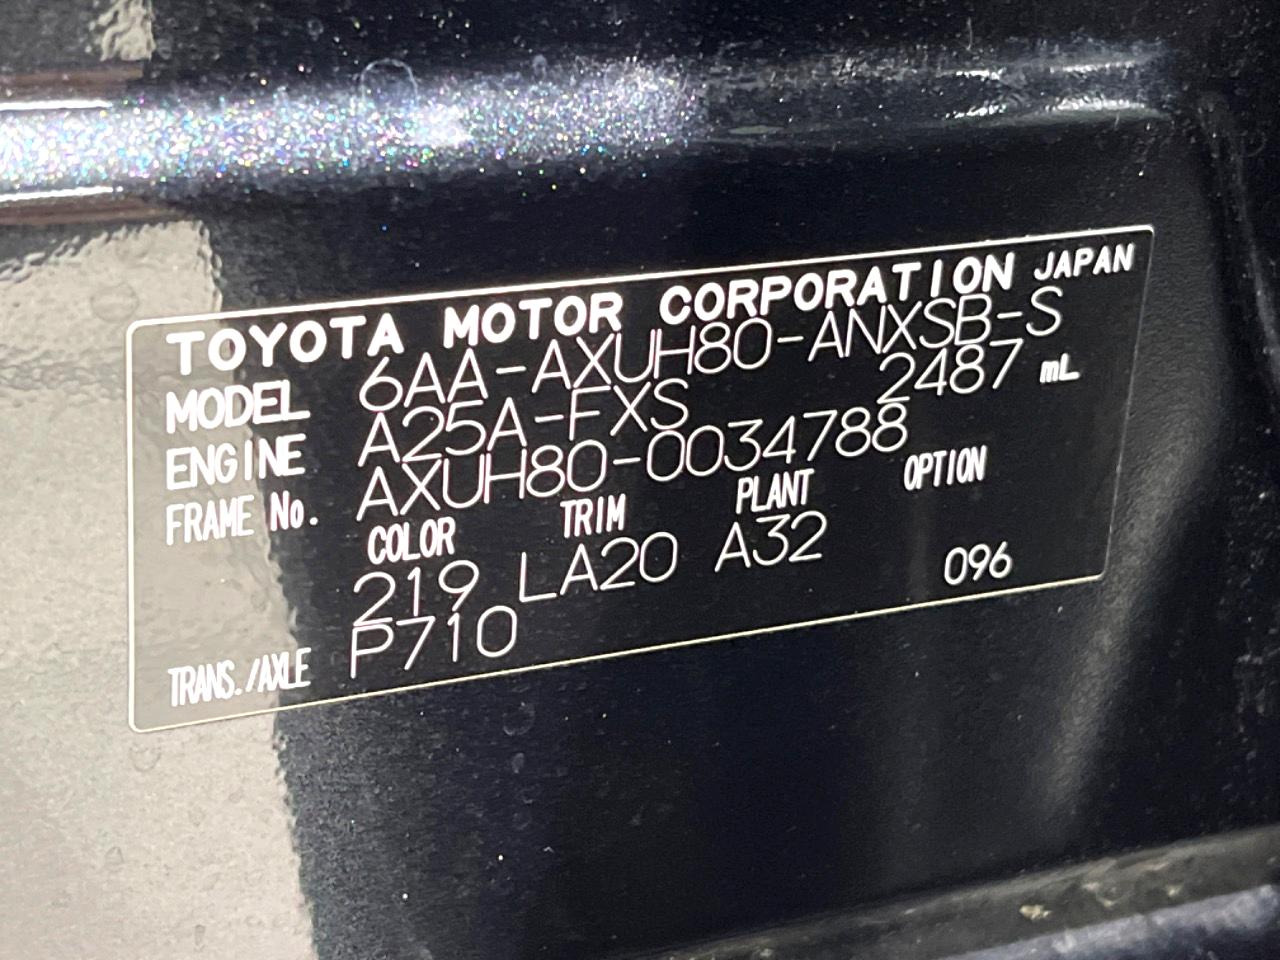 TOYOTA MOTOR CORPORATION JAPAN
MODEL 6AA-AXUH80-ANXSB-S
ENGINE A25A-FXS 2487 mL
FRAME No. AXUH80-0034788
COLOR TRIM PLANT OPTION
219 LA20 A32 096
TRANS./AXLE P710